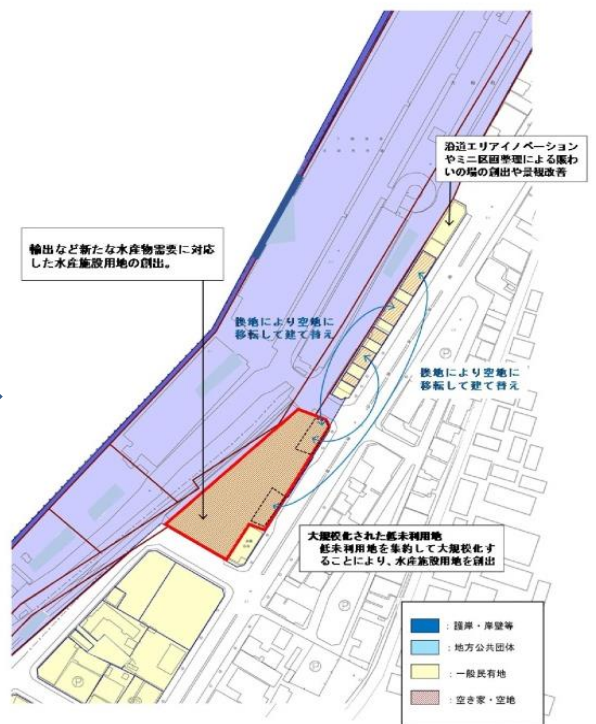 沿道エリアイノベーション
やミニ区画整理による賑わ
いの場の創出や景観改善
輸出など新たな水産物需要に対応
した水産施設用地の創出。
換地により空地に
移転して建て替え
換地により空地に
移転して建て替え
大規模化された低未利用地
低未利用地を集約して大規模化す
ることにより、水産施設用地を創出
：護岸・岸壁等
：地方公共団体
：一般民有地
：空き家・空地